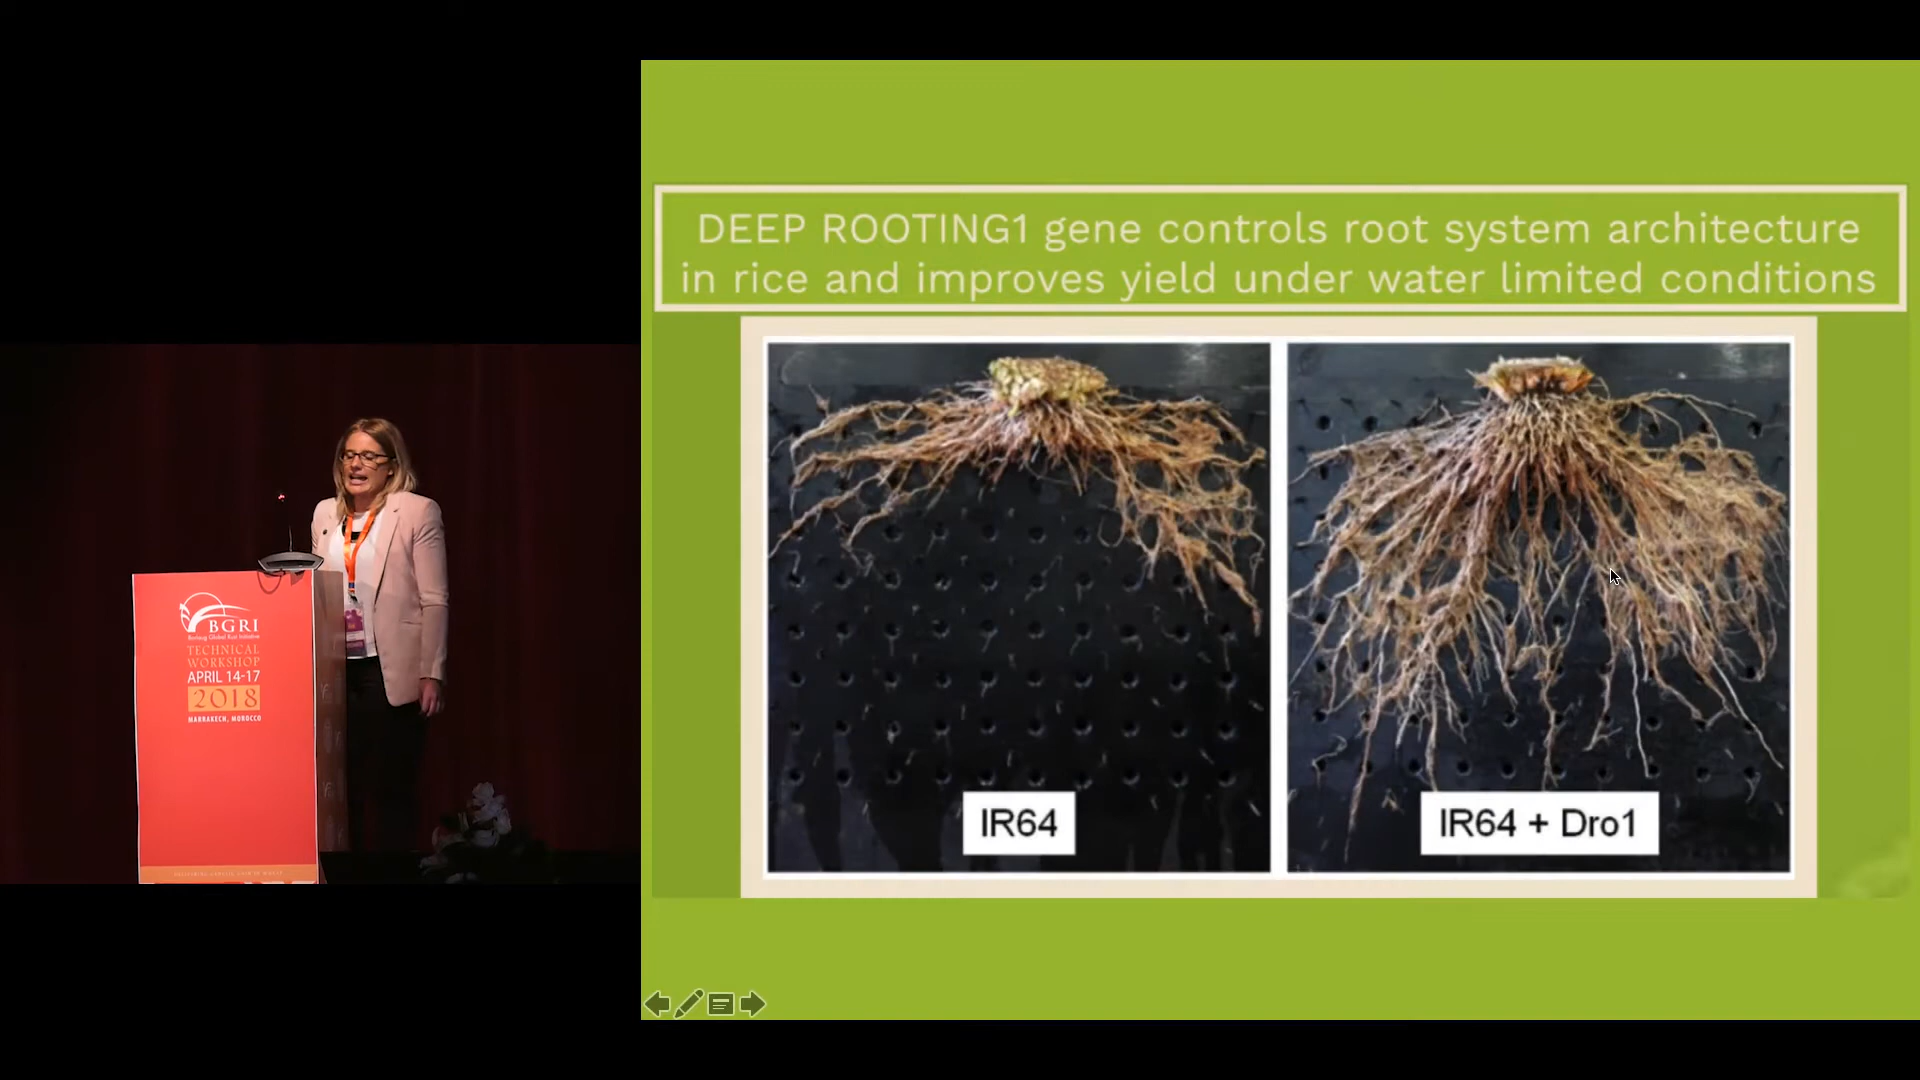 DEEP ROOTING1 gene controls root system architecture
in rice and improves yield under water limited conditions
IR64
IR64 + Dro1
BGRI
Borlaug Global Rust Initiative
TECHNICAL
WORKSHOP
APRIL 14-17
2018
MARRAKECH, MOROCCO